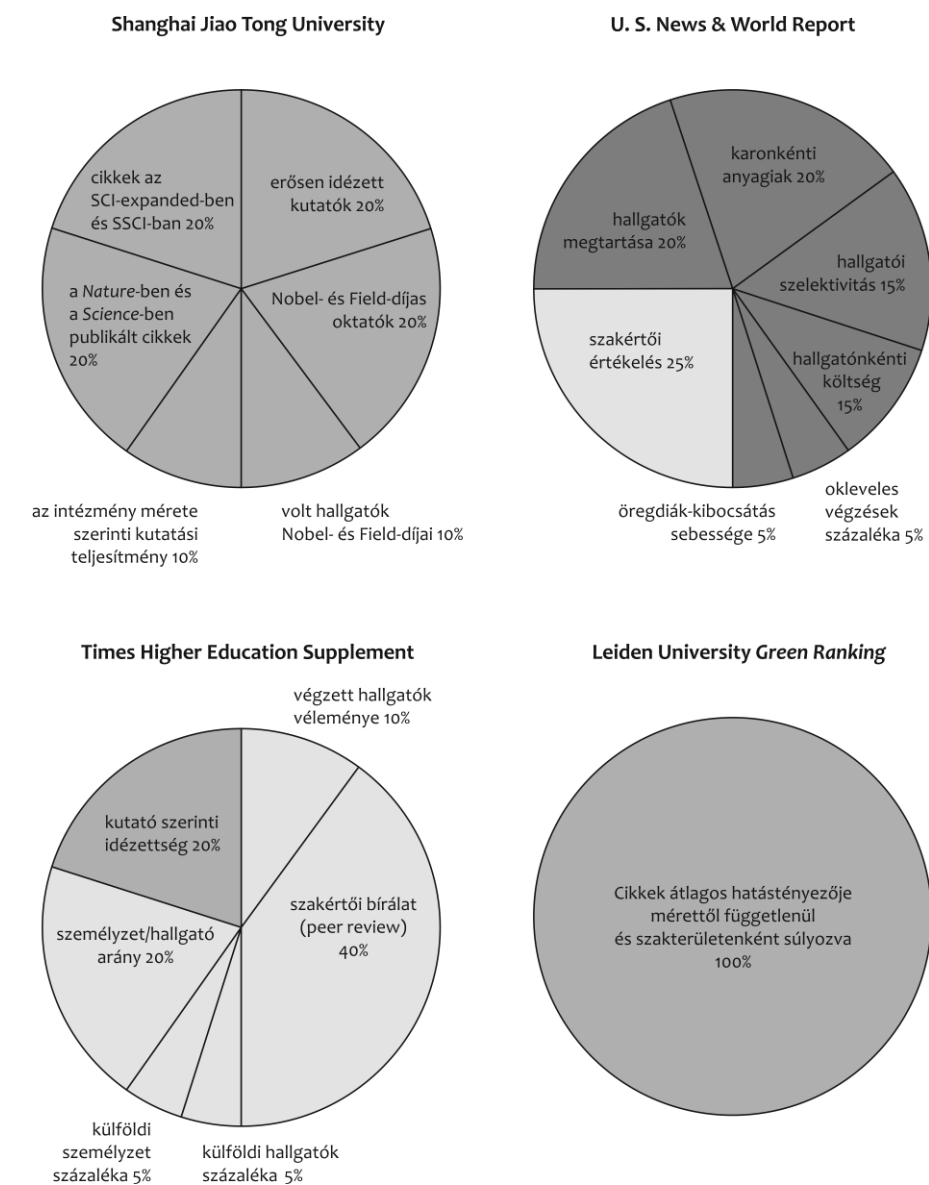 Shanghai Jiao Tong University
cikkek az
SCI-expanded-ben
és SSCI-ban 20%
erősen idézett
kutatók 20%
a Nature-ben és
a Science-ben
publikált cikkek
20%
Nobel- és Field-díjas
oktatók 20%
az intézmény mérete
szerinti kutatási
teljesítmény 10%
volt hallgatók
Nobel- és Field-díjai 10%
U. S. News & World Report
karonkénti
anyagiak 20%
hallgatók
megtartása 20%
hallgatói
szelektivitás 15%
szakértői
értékelés 25%
hallgatónkénti
költség
15%
öregdiák-kibocsátás
sebessége 5%
okleveles
végzések
százaléka 5%
Times Higher Education Supplement
végzett hallgatók
véleménye 10%
kutató szerinti
idézettség 20%
szakértői bírálat
(peer review)
40%
személyzet/hallgató
arány 20%
külföldi
személyzet
százaléka 5%
külföldi hallgatók
százaléka 5%
Leiden University Green Ranking
Cikkek átlagos hatástényezője
mérettől függetlenül
és szakterületenként súlyozva
100%